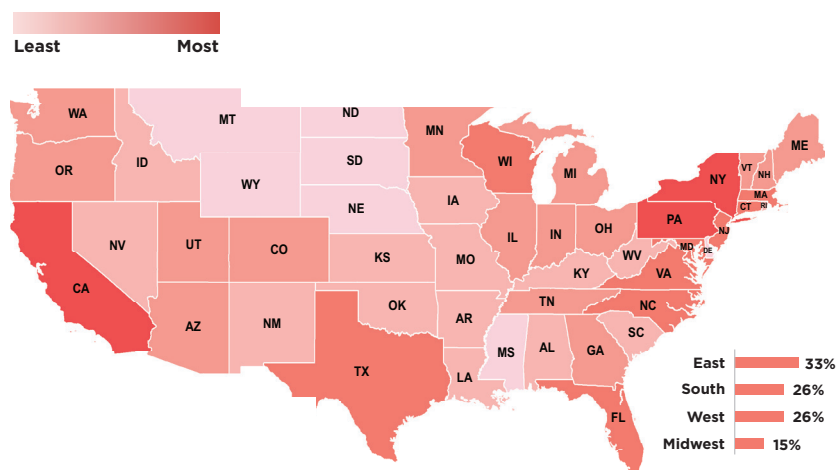 Least Most
WA
MT
ND
MN
ME
VT
NH
ID
OR
SD
WI
MI
NY
MA
CT
RI
WY
NE
IA
PA
NJ
NV
UT
CO
IL
IN
OH
MD
DE
KS
MO
WV
VA
CA
KY
OK
AR
TN
NC
AZ
NM
MS
AL
GA
SC
TX
LA
FL
East 33%
South 26%
West 26%
Midwest 15%